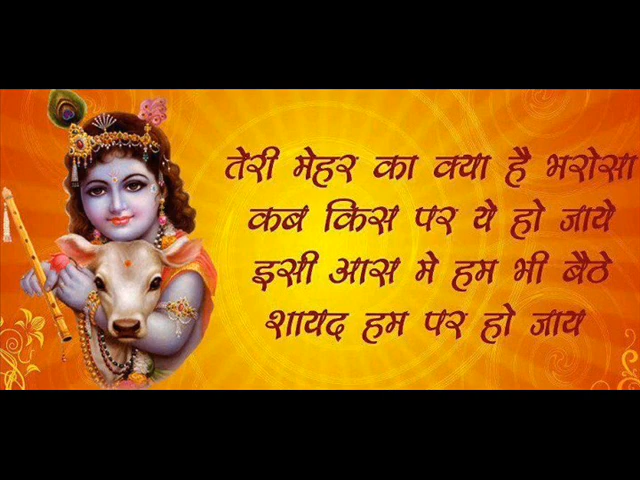 तेरी मेहर का क्या है भरोसा
कब किस पर ये हो जाये
इसी आस मे हम भी बैठे
शायद हम पर हो जाय